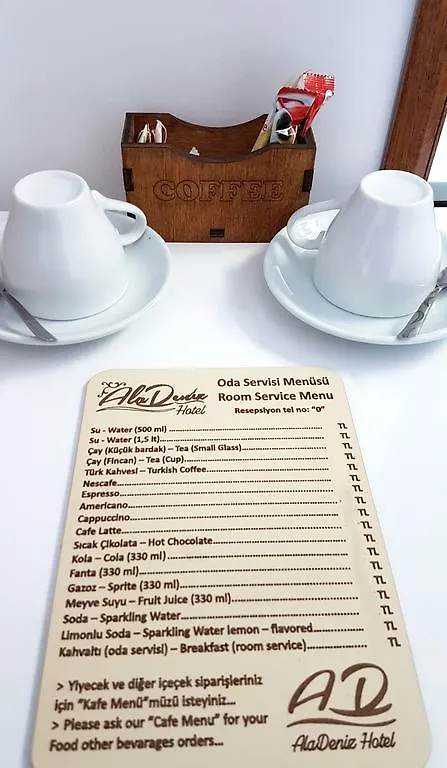 COFFEE
AlaDeniz
Hotel
Oda Servisi Menüsü
Room Service Menu
Resepsiyon tel no: "0"
Su - Water (500 ml) ........ TL
Su - Water (1,5 lt) ........ TL
Çay (Küçük bardak) – Tea (Small Glass)........ TL
Çay (Fincan) – Tea (Cup)........ TL
Türk Kahvesi – Turkish Coffee........ TL
Nescafe........ TL
Espresso........ TL
Americano........ TL
Cappuccino........ TL
Cafe Latte........ TL
Sıcak Çikolata – Hot Chocolate........ TL
Kola – Cola (330 ml)........ TL
Fanta (330 ml)........ TL
Gazoz – Sprite (330 ml)........ TL
Meyve Suyu – Fruit Juice (330 ml)........ TL
Soda – Sparkling Water........ TL
Limonlu Soda – Sparkling Water lemon – flavored........ TL
Kahvaltı (oda servisi) – Breakfast (room service)........ TL
> Yiyecek ve diğer içeçek siparişleriniz
için "Kafe Menü"müzü isteyiniz...
> Please ask our "Cafe Menu" for your
Food other bevarages orders...
AD
AlaDeniz Hotel